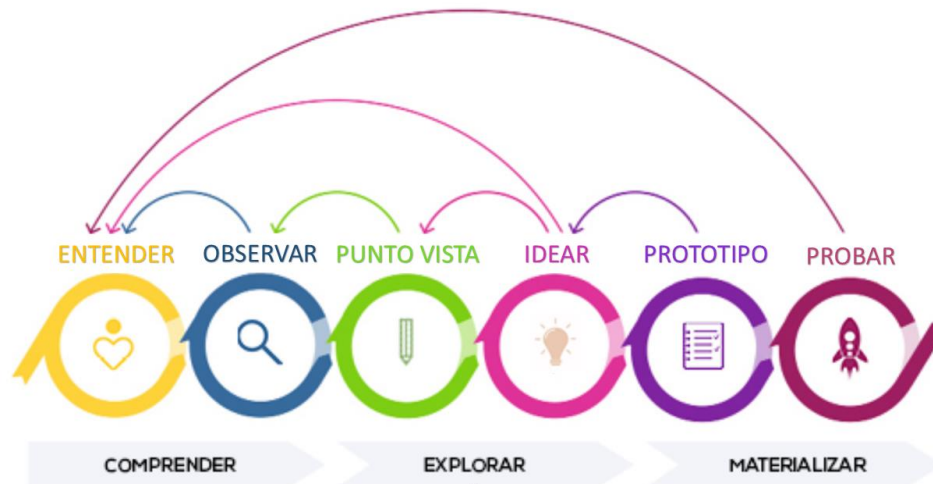 ENTENDER
OBSERVAR
PUNTO VISTA
IDEAR
PROTOTIPO
PROBAR
COMPRENDER
EXPLORAR
MATERIALIZAR